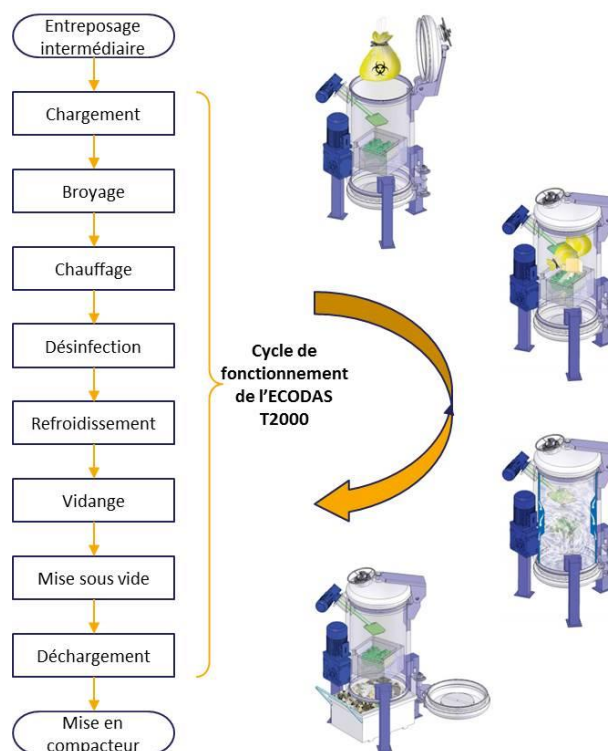 Entreposage
intermédiaire
Chargement
Broyage
Chauffage
Désinfection
Refroidissement
Vidange
Mise sous vide
Déchargement
Mise en
compacteur
Cycle de
fonctionnement
de l’ECODAS
T2000